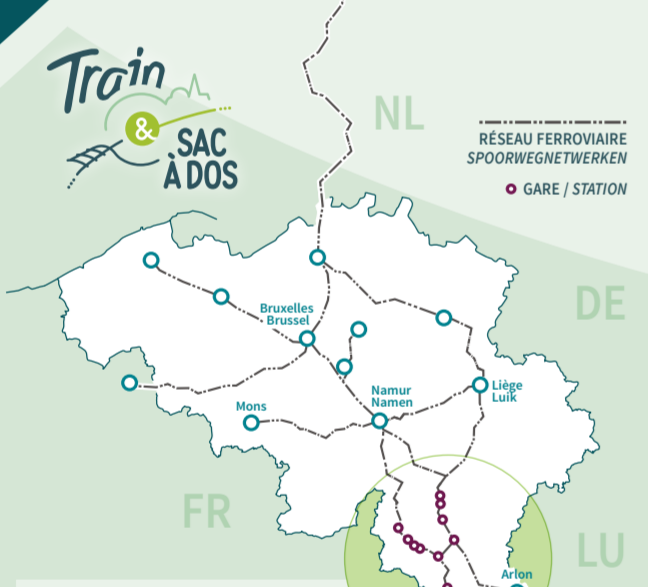 Train
&
SAC
À DOS
NL
RÉSEAU FERROVIAIRE
SPOORWEGNETWERKEN
GARE / STATION
DE
Bruxelles
Brussel
Liège
Luik
Namur
Namen
Mons
FR
LU
Arlon